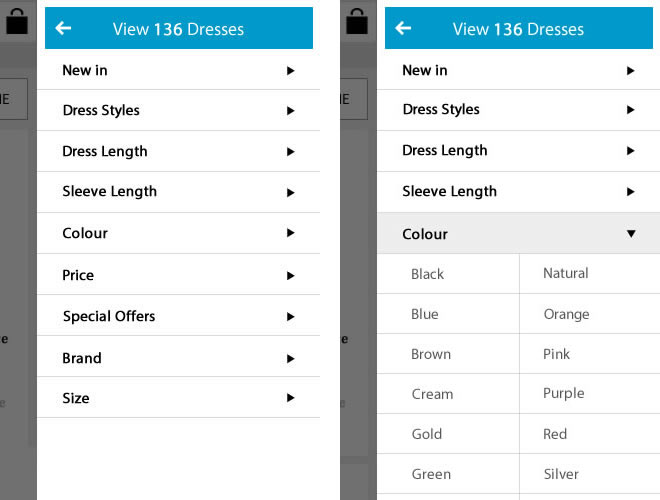 View 136 Dresses
New in
Dress Styles
Dress Length
Sleeve Length
Colour
Price
Special Offers
Brand
Size
View 136 Dresses
New in
Dress Styles
Dress Length
Sleeve Length
Colour
Black Natural
Blue Orange
Brown Pink
Cream Purple
Gold Red
Green Silver